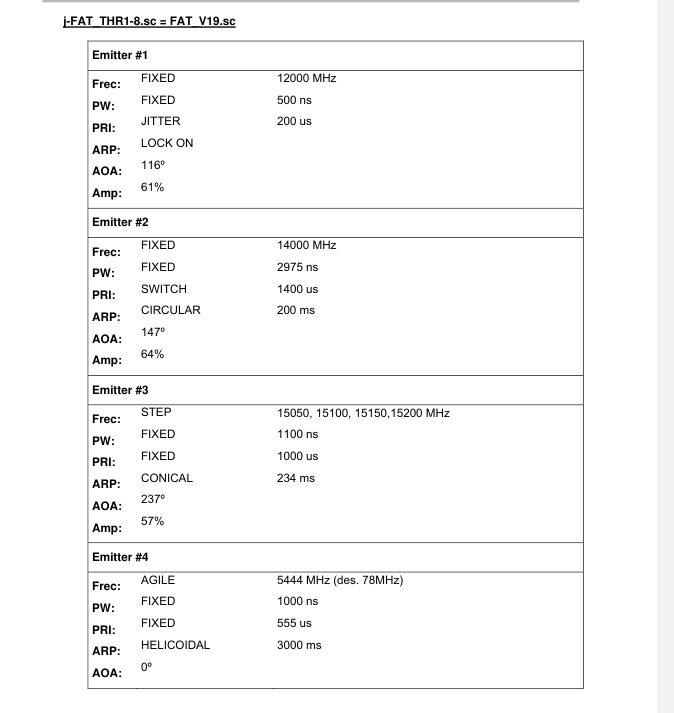 j-FAT_THR1-8.sc = FAT_V19.sc
Emitter #1
Frec: FIXED 12000 MHz
PW: FIXED 500 ns
PRI: JITTER 200 us
ARP: LOCK ON
AOA: 116º
Amp: 61%
Emitter #2
Frec: FIXED 14000 MHz
PW: FIXED 2975 ns
PRI: SWITCH 1400 us
ARP: CIRCULAR 200 ms
AOA: 147º
Amp: 64%
Emitter #3
Frec: STEP 15050, 15100, 15150,15200 MHz
PW: FIXED 1100 ns
PRI: FIXED 1000 us
ARP: CONICAL 234 ms
AOA: 237º
Amp: 57%
Emitter #4
Frec: AGILE 5444 MHz (des. 78MHz)
PW: FIXED 1000 ns
PRI: FIXED 555 us
ARP: HELICOIDAL 3000 ms
AOA: 0º